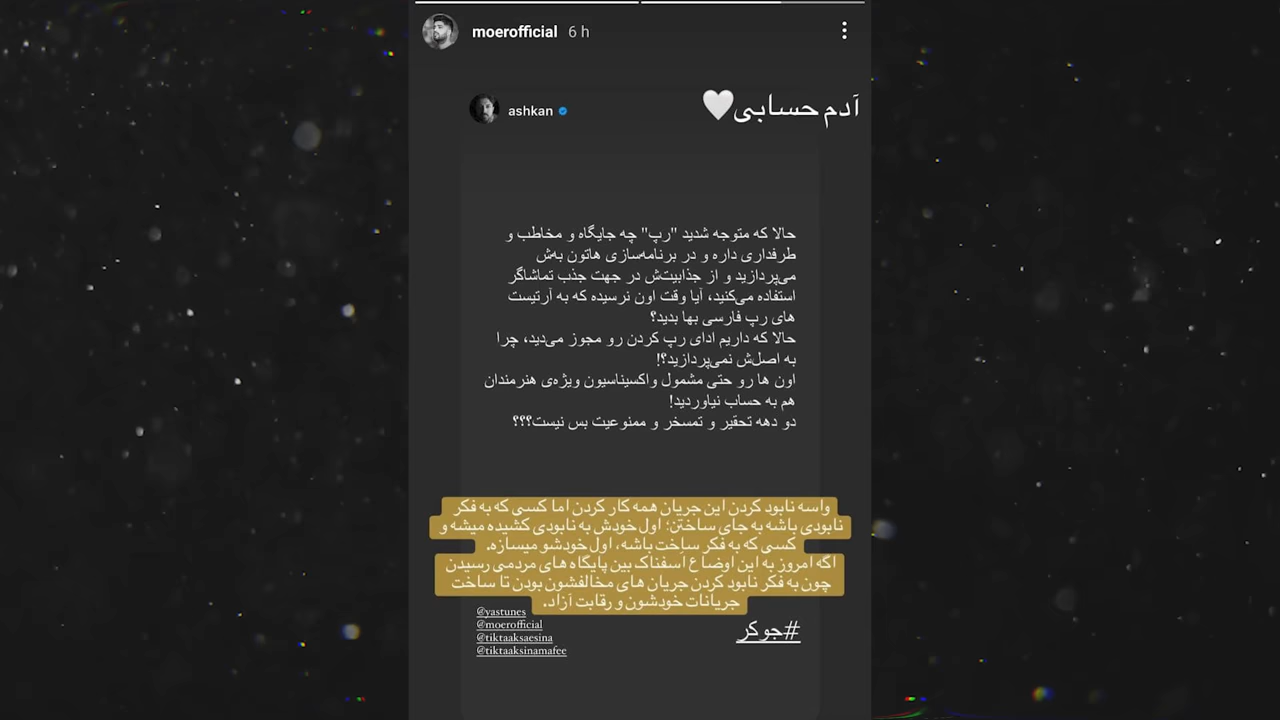 moerofficial 6 h
آدم حسابی🤍
ashkan
حالا که متوجه شدید "رپ" چه جایگاه و مخاطب و
طرفداری داره و در برنامه‌سازی هاتون به‌ش
می‌پردازید و از جذابیت‌ش در جهت جذب تماشاگر
استفاده می‌کنید، آیا وقت اون نرسیده که به آرتیست
های رپ فارسی بها بدید؟
حالا که داریم ادای رپ کردن رو مجوز می‌دید، چرا
به اصل‌ش نمی‌پردازید؟!
اون ها رو حتی مشمول واکسیناسیون ویژه‌ی هنرمندان
هم به حساب نیاوردید!
دو دهه تحقیر و تمسخر و ممنوعیت بس نیست؟؟؟
واسه نابود کردن این جریان همه کار کردن اما کسی که به فکر
نابودی باشه به جای ساختن؛ اول خودش به نابودی کشیده میشه و
کسی که به فکر ساخت باشه، اول خودشو میسازه.
اگه امروز به این اوضاع اسفناک بین پایگاه های مردمی رسیدن
چون به فکر نابود کردن جریان های مخالفشون بودن تا ساخت
جریانات خودشون و رقابت آزاد.
@yastunes
@moerofficial
@tiktaaksaesina
@tiktaaksinamafee
#جوکر